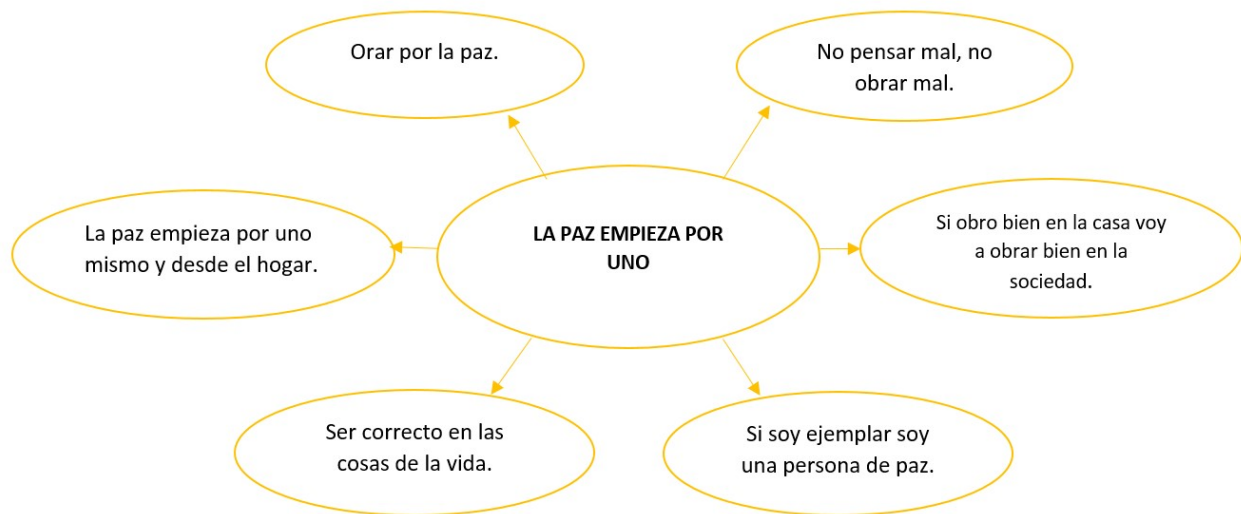 Orar por la paz.
No pensar mal, no
obrar mal.
La paz empieza por uno
mismo y desde el hogar.
LA PAZ EMPIEZA POR
UNO
Si obro bien en la casa voy
a obrar bien en la
sociedad.
Ser correcto en las
cosas de la vida.
Si soy ejemplar soy
una persona de paz.